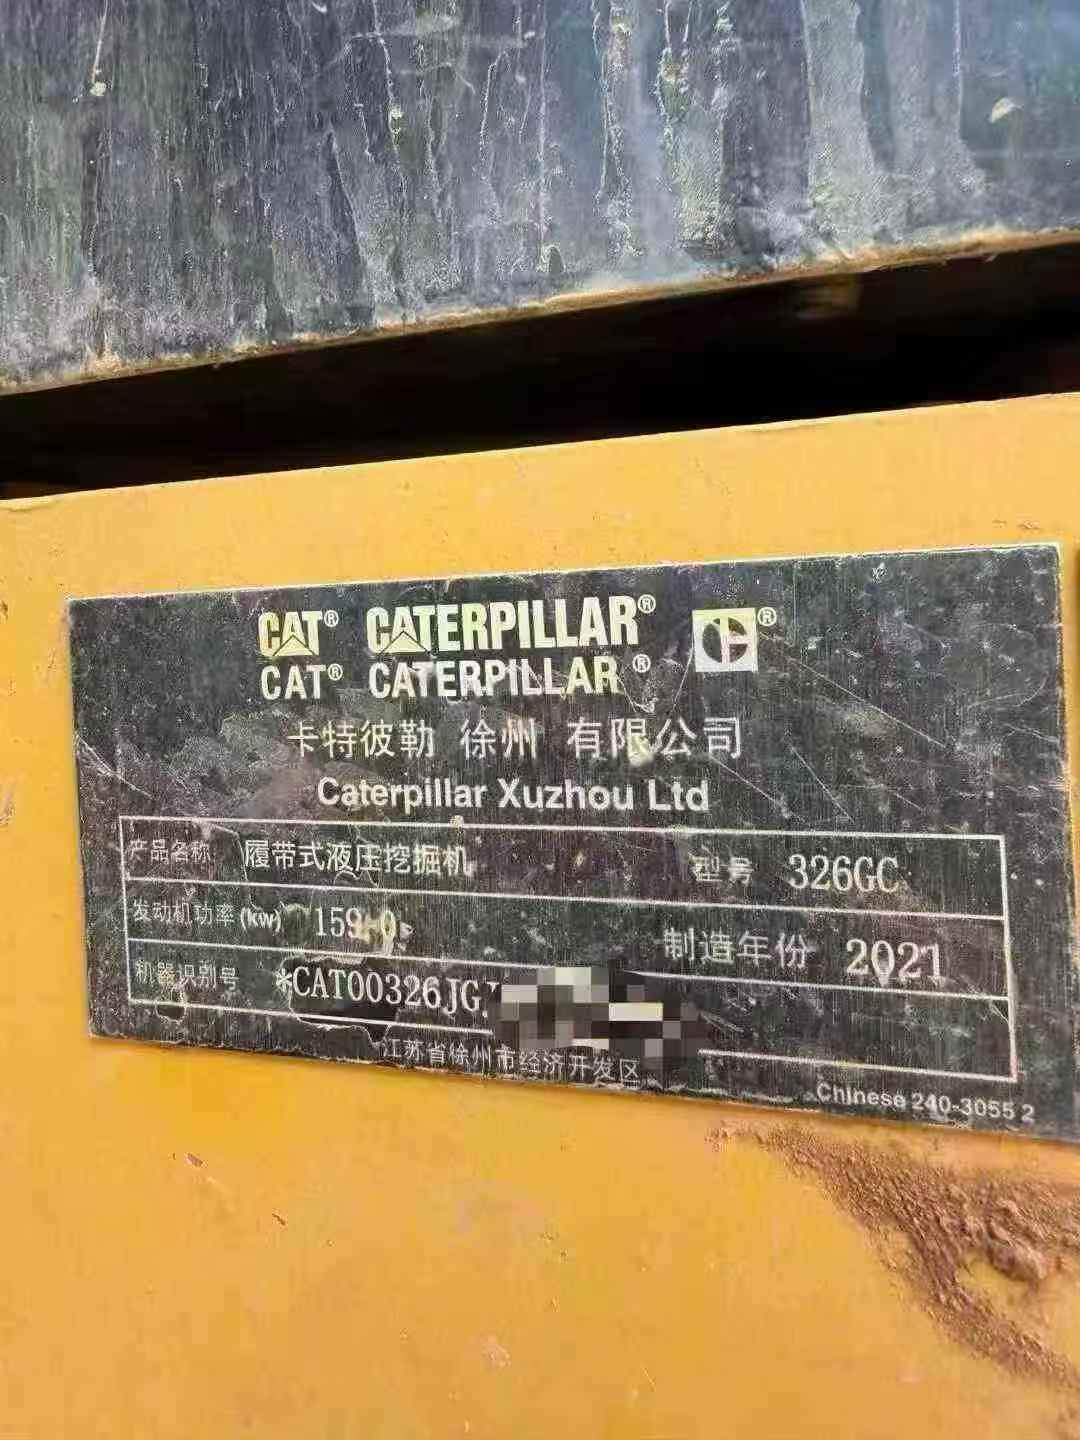 CAT® CATERPILLAR® ®
CAT® CATERPILLAR®
卡特彼勒 徐州 有限公司
Caterpillar Xuzhou Ltd
产品名称 履带式液压挖掘机 型号 326GC
发动机功率(kw) 159.0 制造年份 2021
机器识别号 *CAT00326JGJ
江苏省徐州市经济开发区
Chinese 240-3055 2